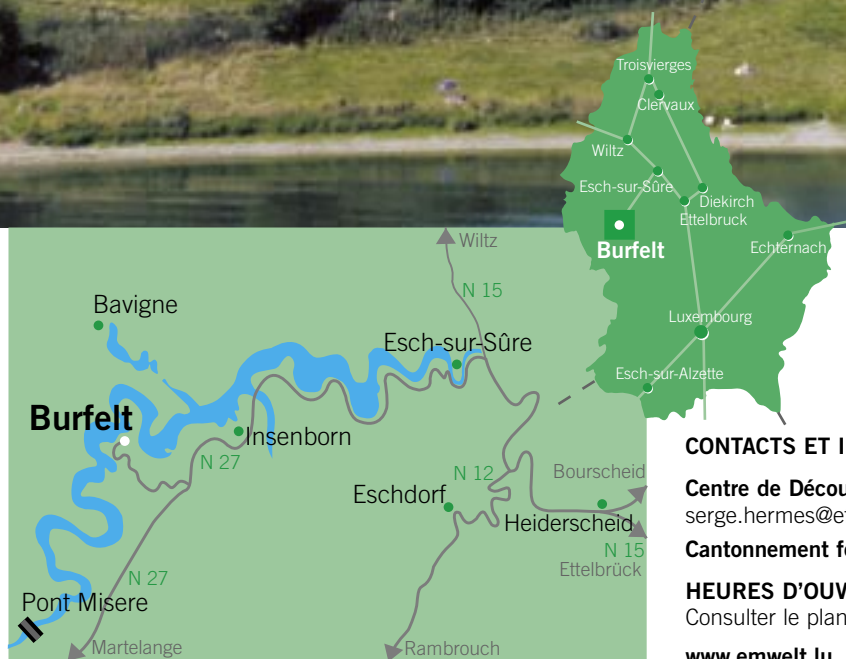 Troisvierges
Clervaux
Wiltz
Esch-sur-Sûre
Diekirch
Ettelbruck
Burfelt
Echternach
Luxembourg
Esch-sur-Alzette
Wiltz
N 15
Bavigne
Esch-sur-Sûre
Burfelt
Insenborn
N 27
N 12
Bourscheid
Eschdorf
Heiderscheid
N 15
Ettelbrück
N 27
Pont Misere
Martelange
Rambrouch
CONTACTS ET I
Centre de Décou
serge.hermes@e
Cantonnement f
HEURES D'OUV
Consulter le plan
www.emwelt.lu